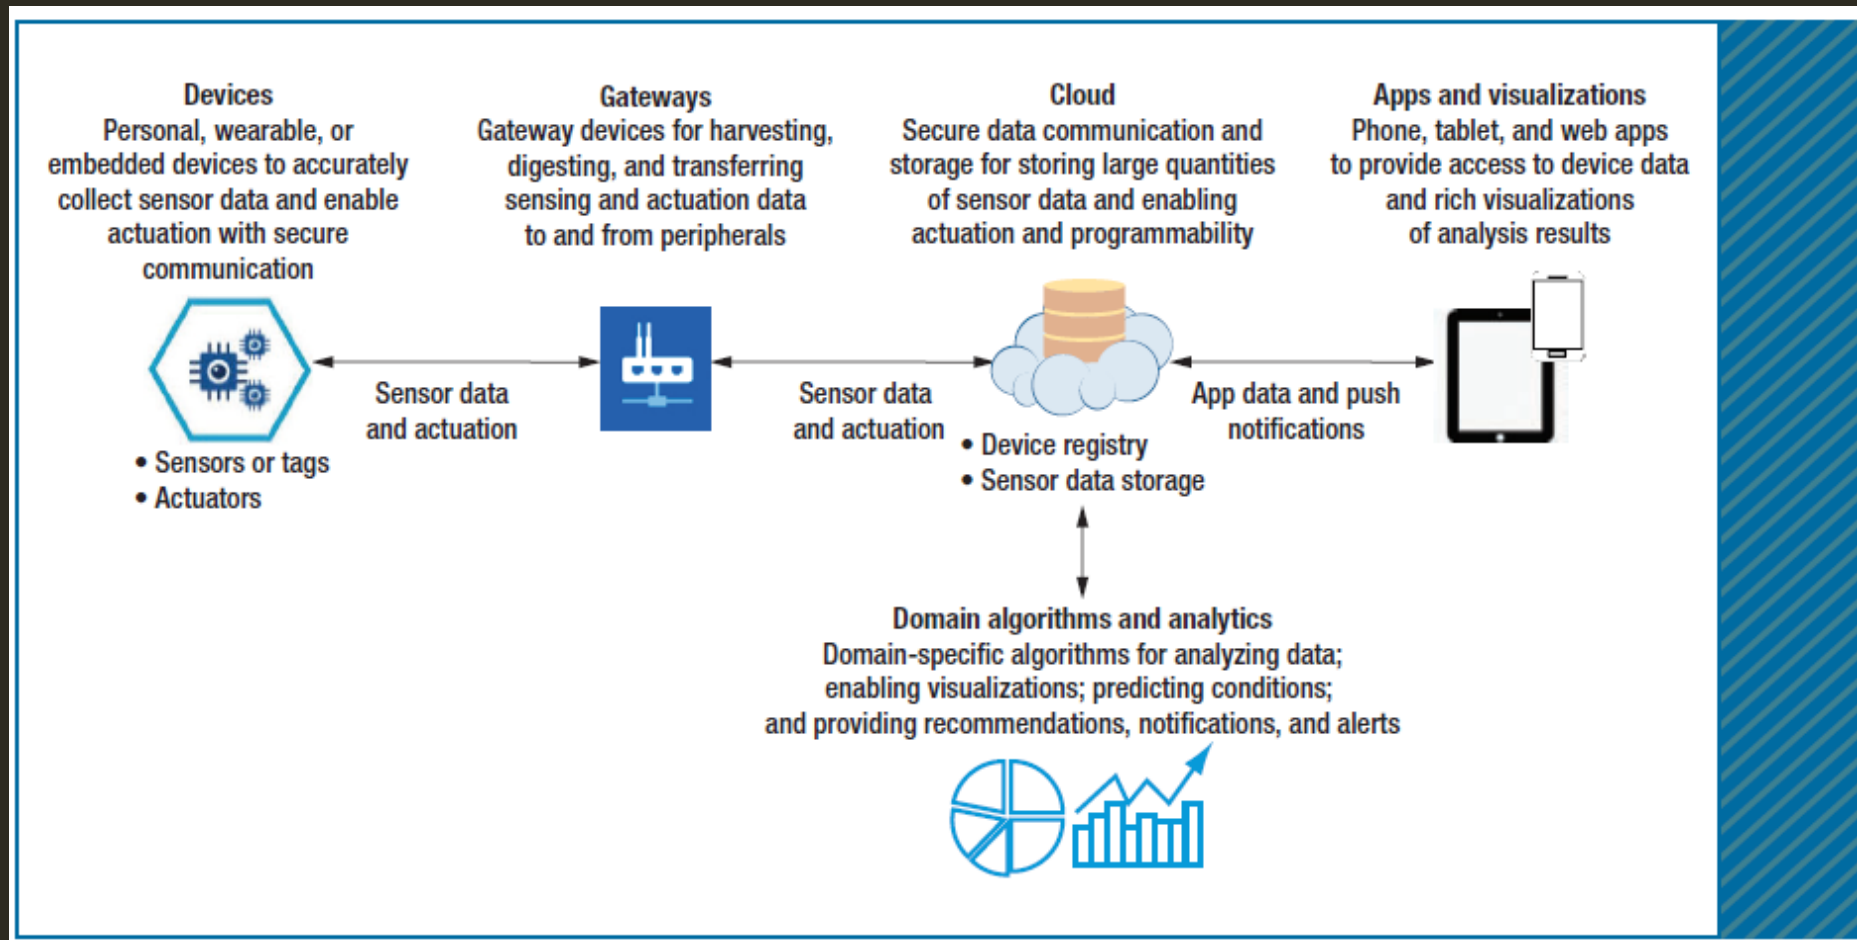 Devices
Personal, wearable, or
embedded devices to accurately
collect sensor data and enable
actuation with secure
communication
• Sensors or tags
• Actuators
Sensor data
and actuation
Gateways
Gateway devices for harvesting,
digesting, and transferring
sensing and actuation data
to and from peripherals
Sensor data
and actuation
Cloud
Secure data communication and
storage for storing large quantities
of sensor data and enabling
actuation and programmability
• Device registry
• Sensor data storage
App data and push
notifications
Apps and visualizations
Phone, tablet, and web apps
to provide access to device data
and rich visualizations
of analysis results
Domain algorithms and analytics
Domain-specific algorithms for analyzing data;
enabling visualizations; predicting conditions;
and providing recommendations, notifications, and alerts